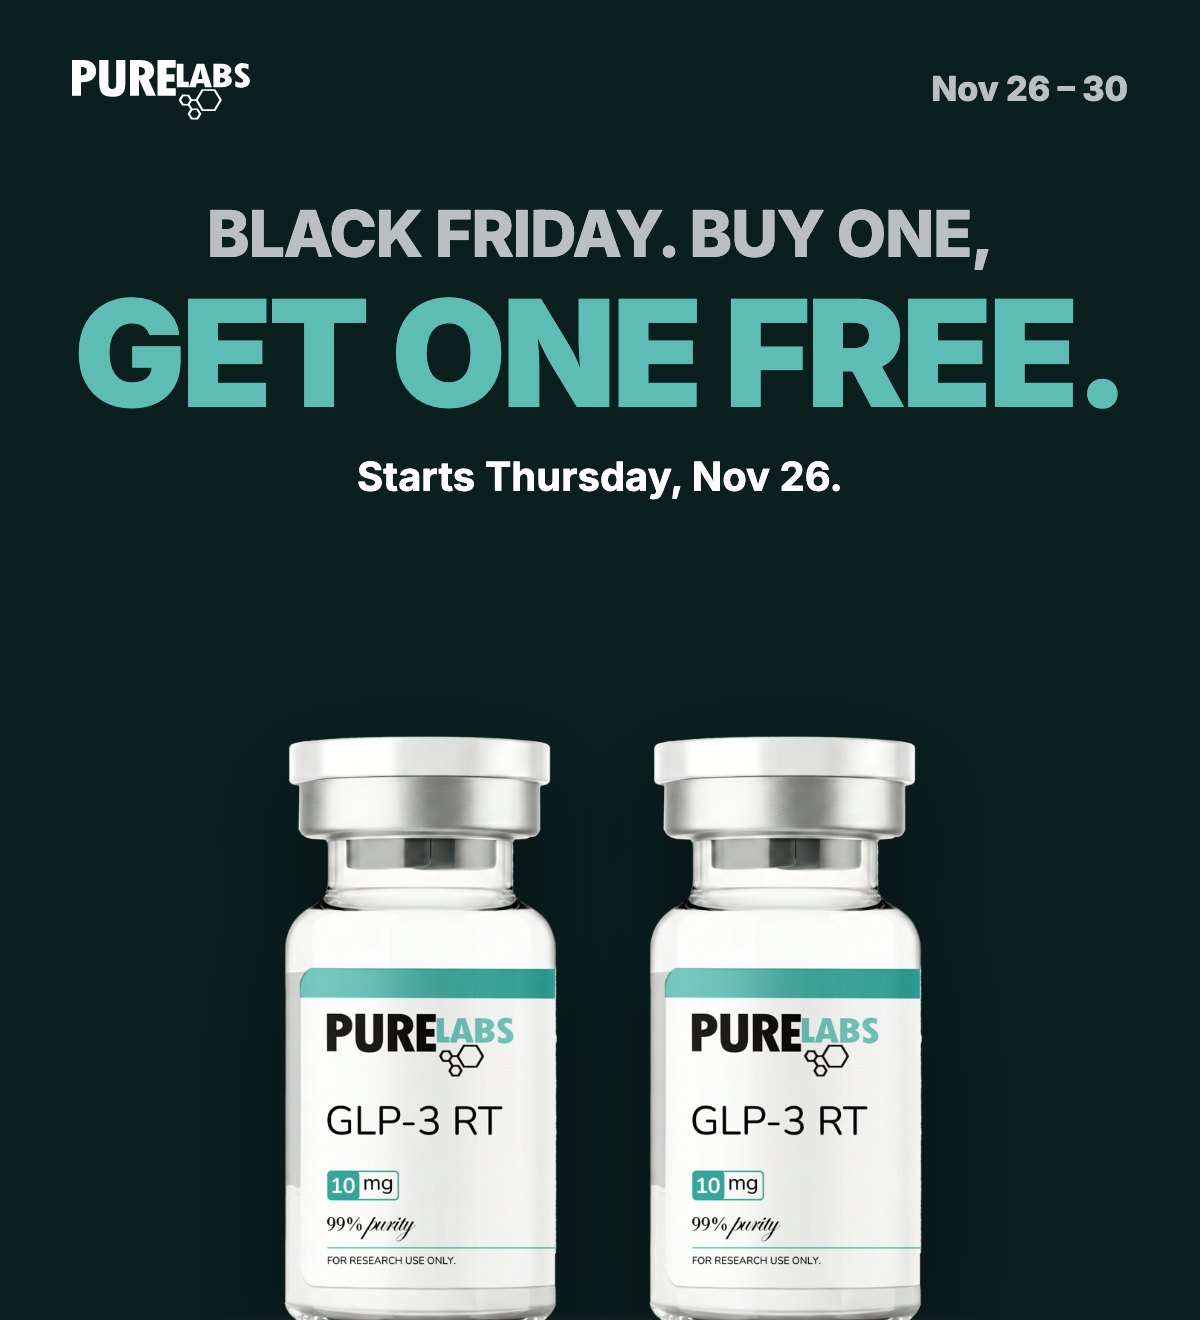 PURELABS
Nov 26 – 30
BLACK FRIDAY. BUY ONE,
GET ONE FREE.
Starts Thursday, Nov 26.
PURELABS
GLP-3 RT
10 mg
99% purity
FOR RESEARCH USE ONLY.
PURELABS
GLP-3 RT
10 mg
99% purity
FOR RESEARCH USE ONLY.